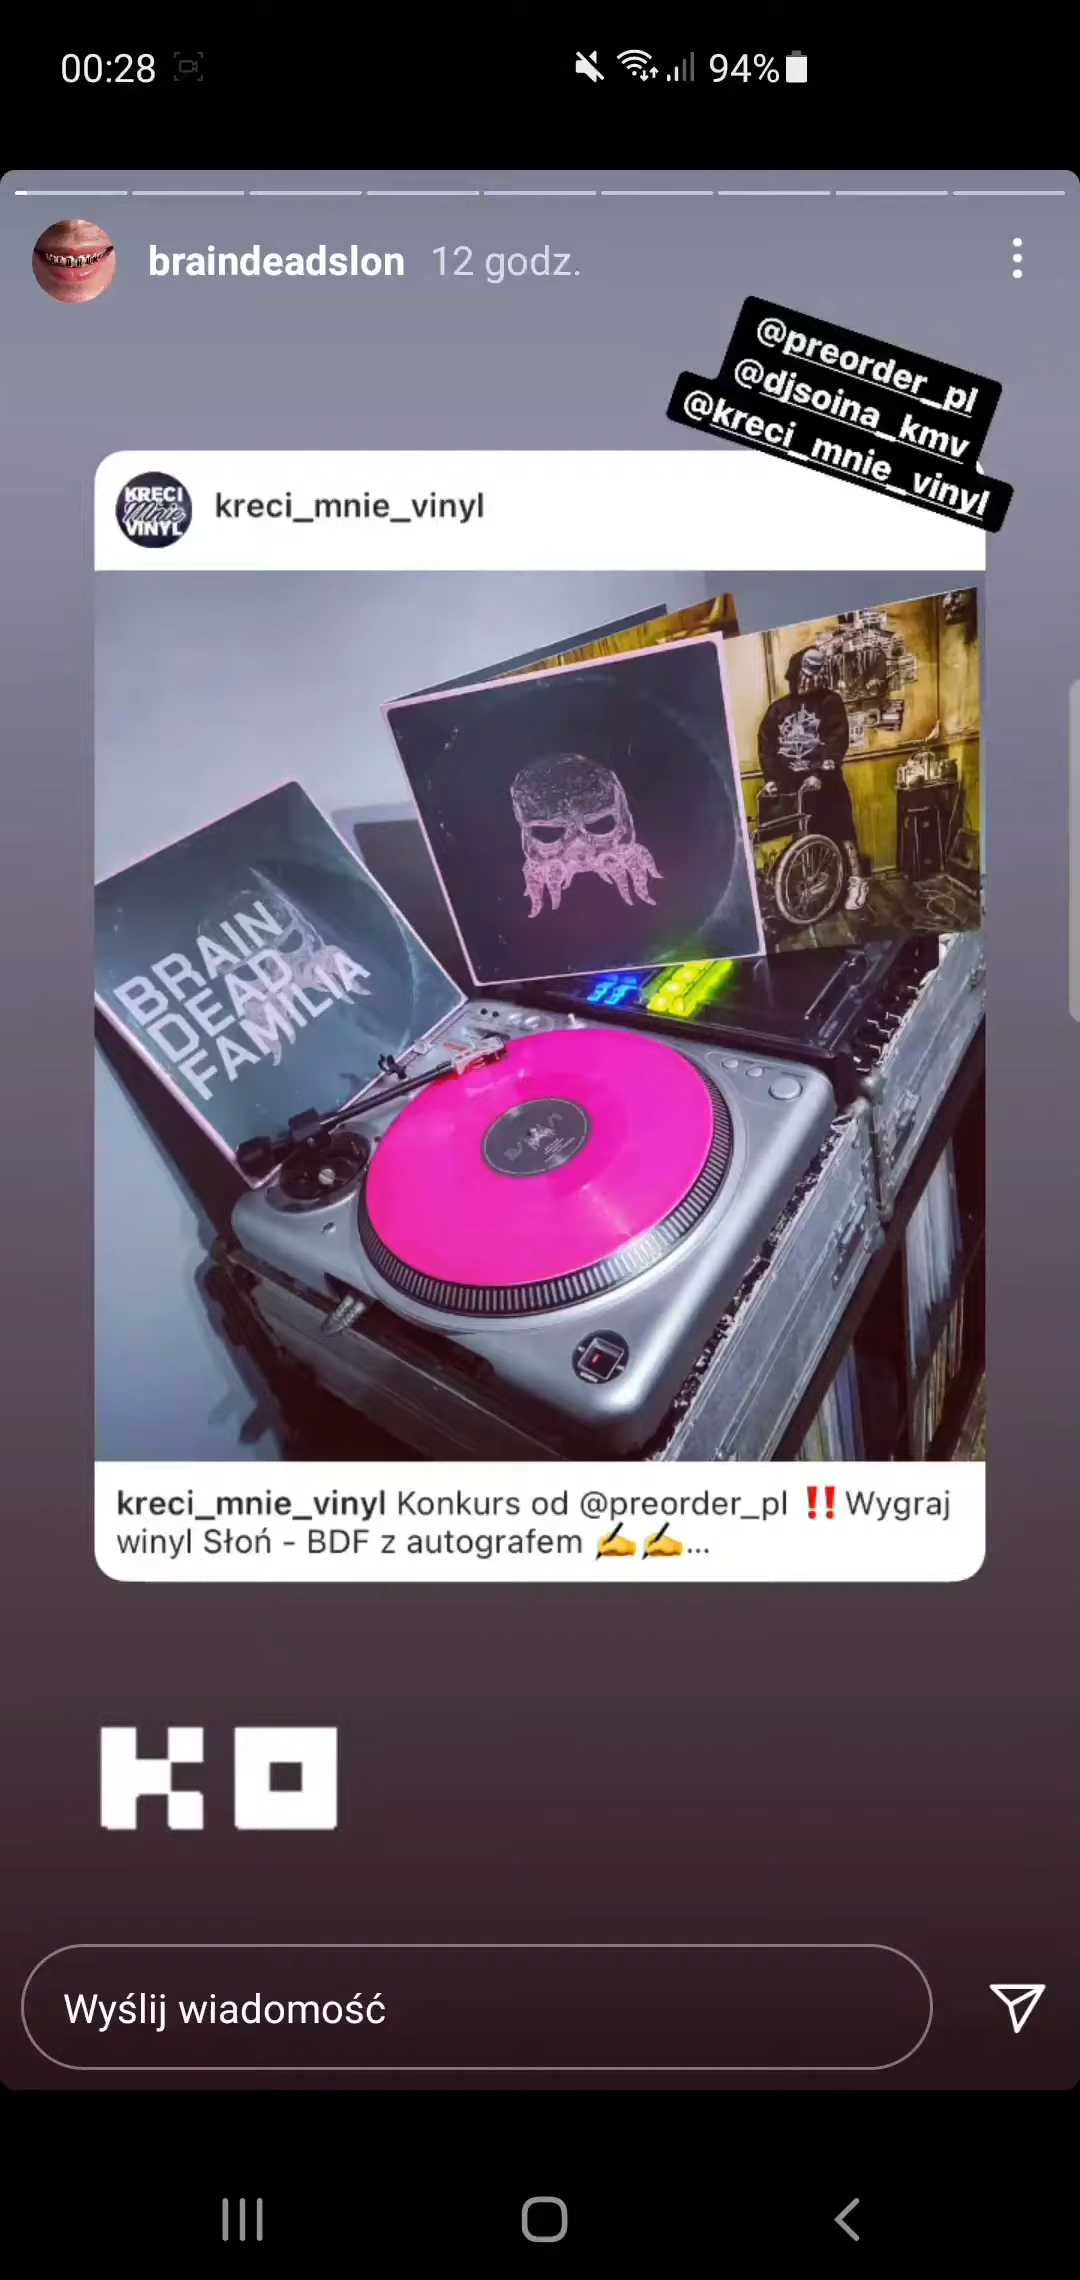 00:28
94%
braindeadslon 12 godz.
@preorder_pl
@djsoina_kmv
@kreci_mnie_vinyl
KRĘCI
Mnie
VINYL
kreci_mnie_vinyl
BRAIN
DEAD
FAMILIA
kreci_mnie_vinyl Konkurs od @preorder_pl ‼️Wygraj
winyl Słoń - BDF z autografem ✍️✍️...
KO
Wyślij wiadomość